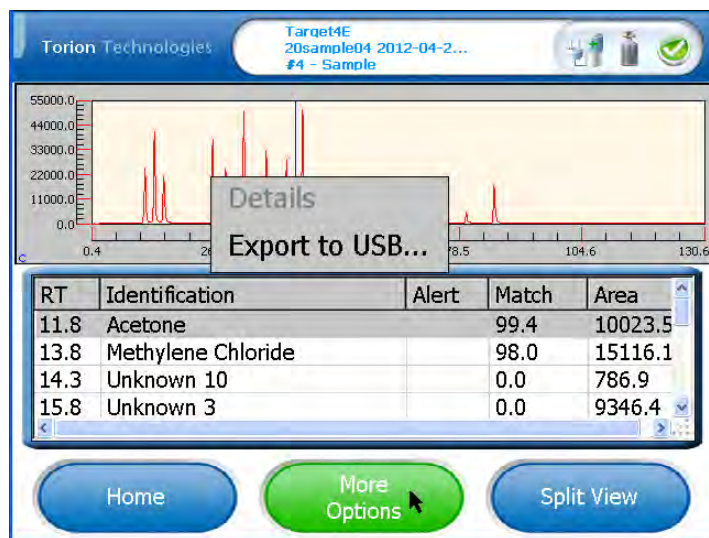 Torion Technologies
Target4E
20sample04 2012-04-2...
#4 - Sample
55000.0
44000.0
33000.0
22000.0
11000.0
0.0
0.4 78.5 104.6 130.6
C
Details
Export to USB...
RT Identification Alert Match Area
11.8 Acetone 99.4 10023.5
13.8 Methylene Chloride 98.0 15116.1
14.3 Unknown 10 0.0 786.9
15.8 Unknown 3 0.0 9346.4
Home
More
Options
Split View